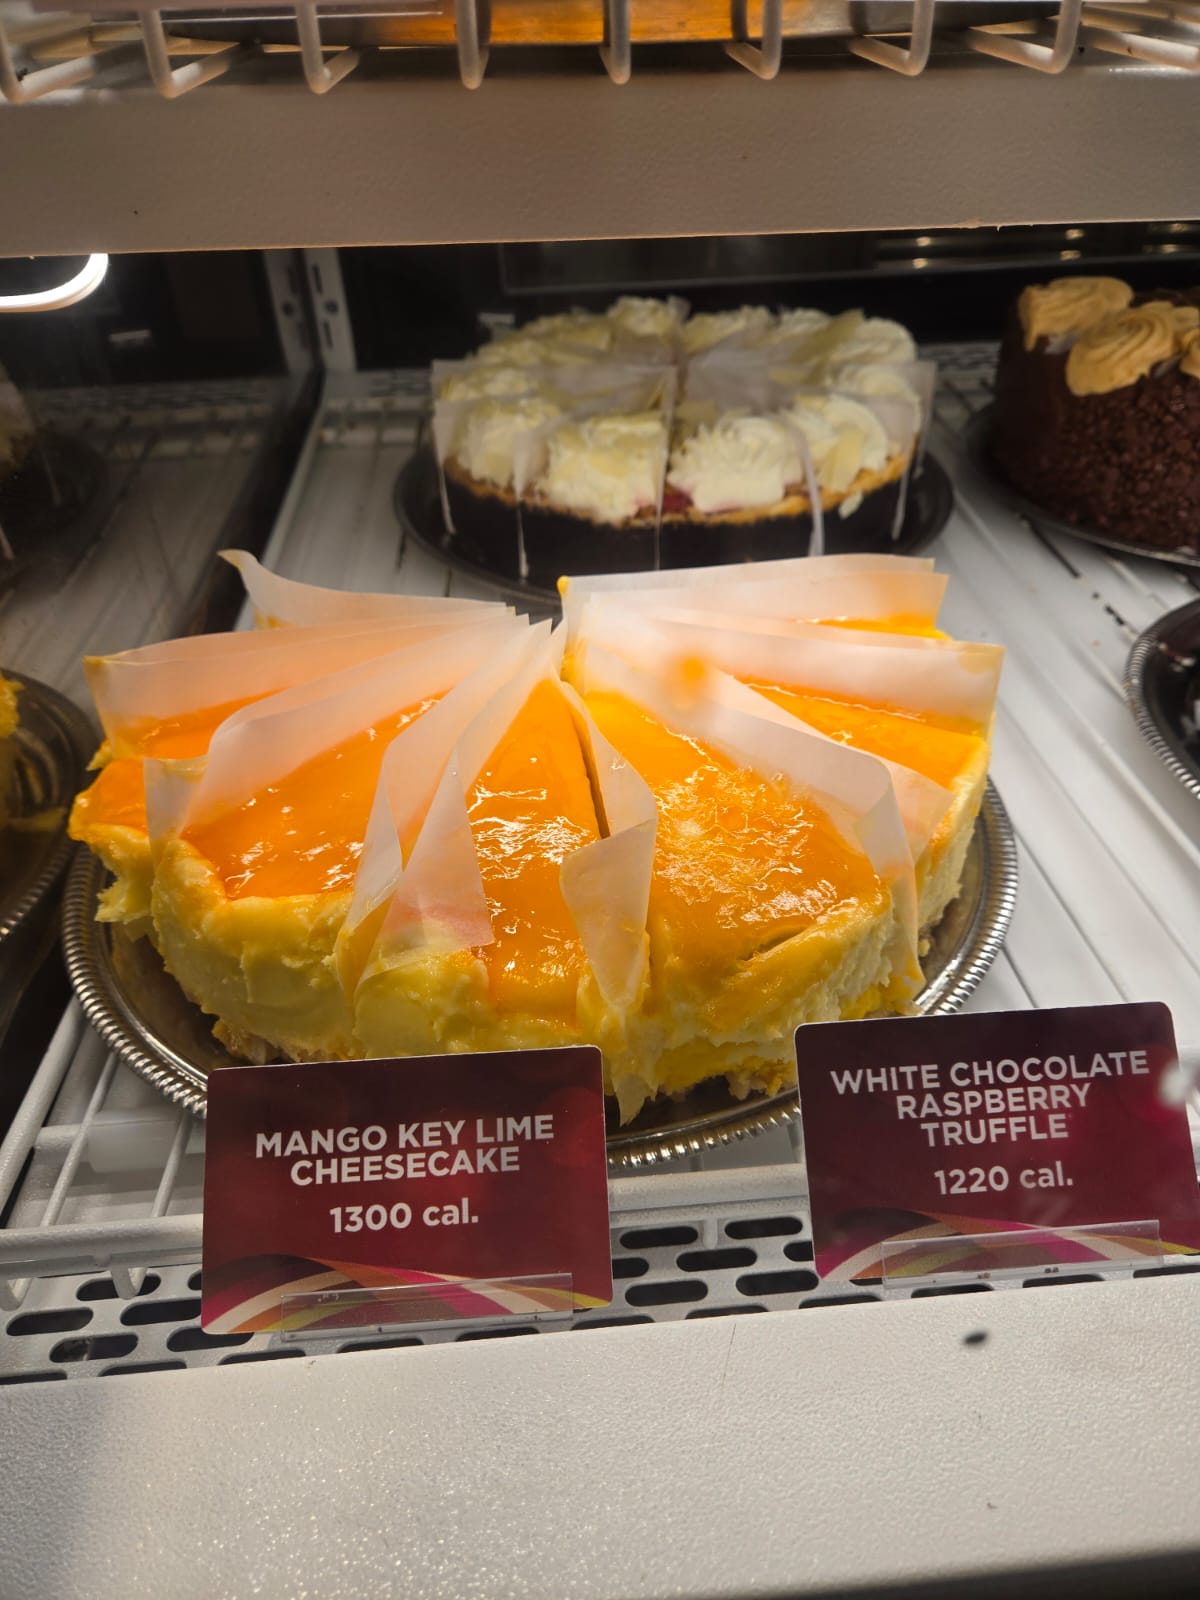 MANGO KEY LIME
CHEESECAKE
1300 cal.
WHITE CHOCOLATE
RASPBERRY
TRUFFLE
1220 cal.